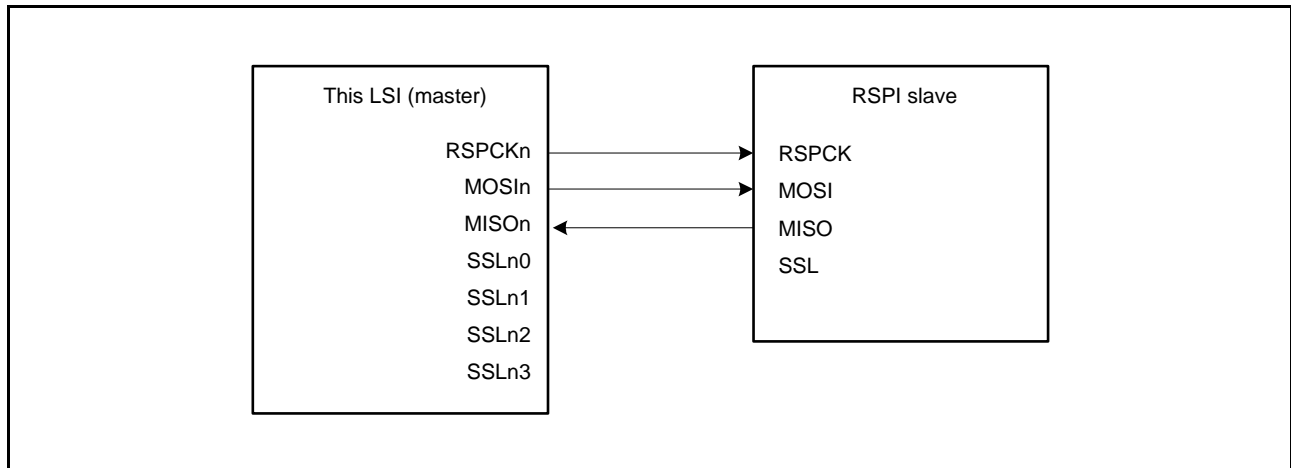 This LSI (master)
RSPCKn
MOSIn
MISOn
SSLn0
SSLn1
SSLn2
SSLn3
RSPI slave
RSPCK
MOSI
MISO
SSL